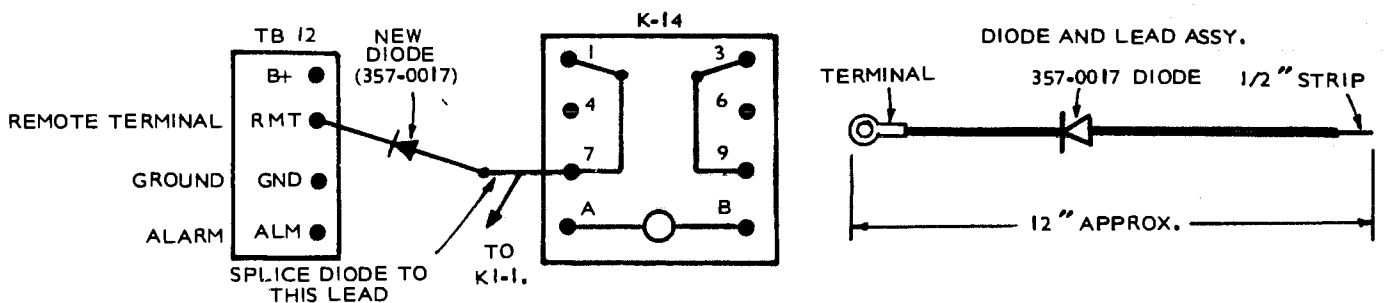 TB 12
B+
REMOTE TERMINAL RMT
GROUND GND
ALARM ALM
NEW
DIODE
(357-0017)
SPLICE DIODE TO
THIS LEAD
TO
K1-1.
K-14
1 3
4 6
7 9
A B
DIODE AND LEAD ASSY.
TERMINAL 357-0017 DIODE 1/2" STRIP
12" APPROX.